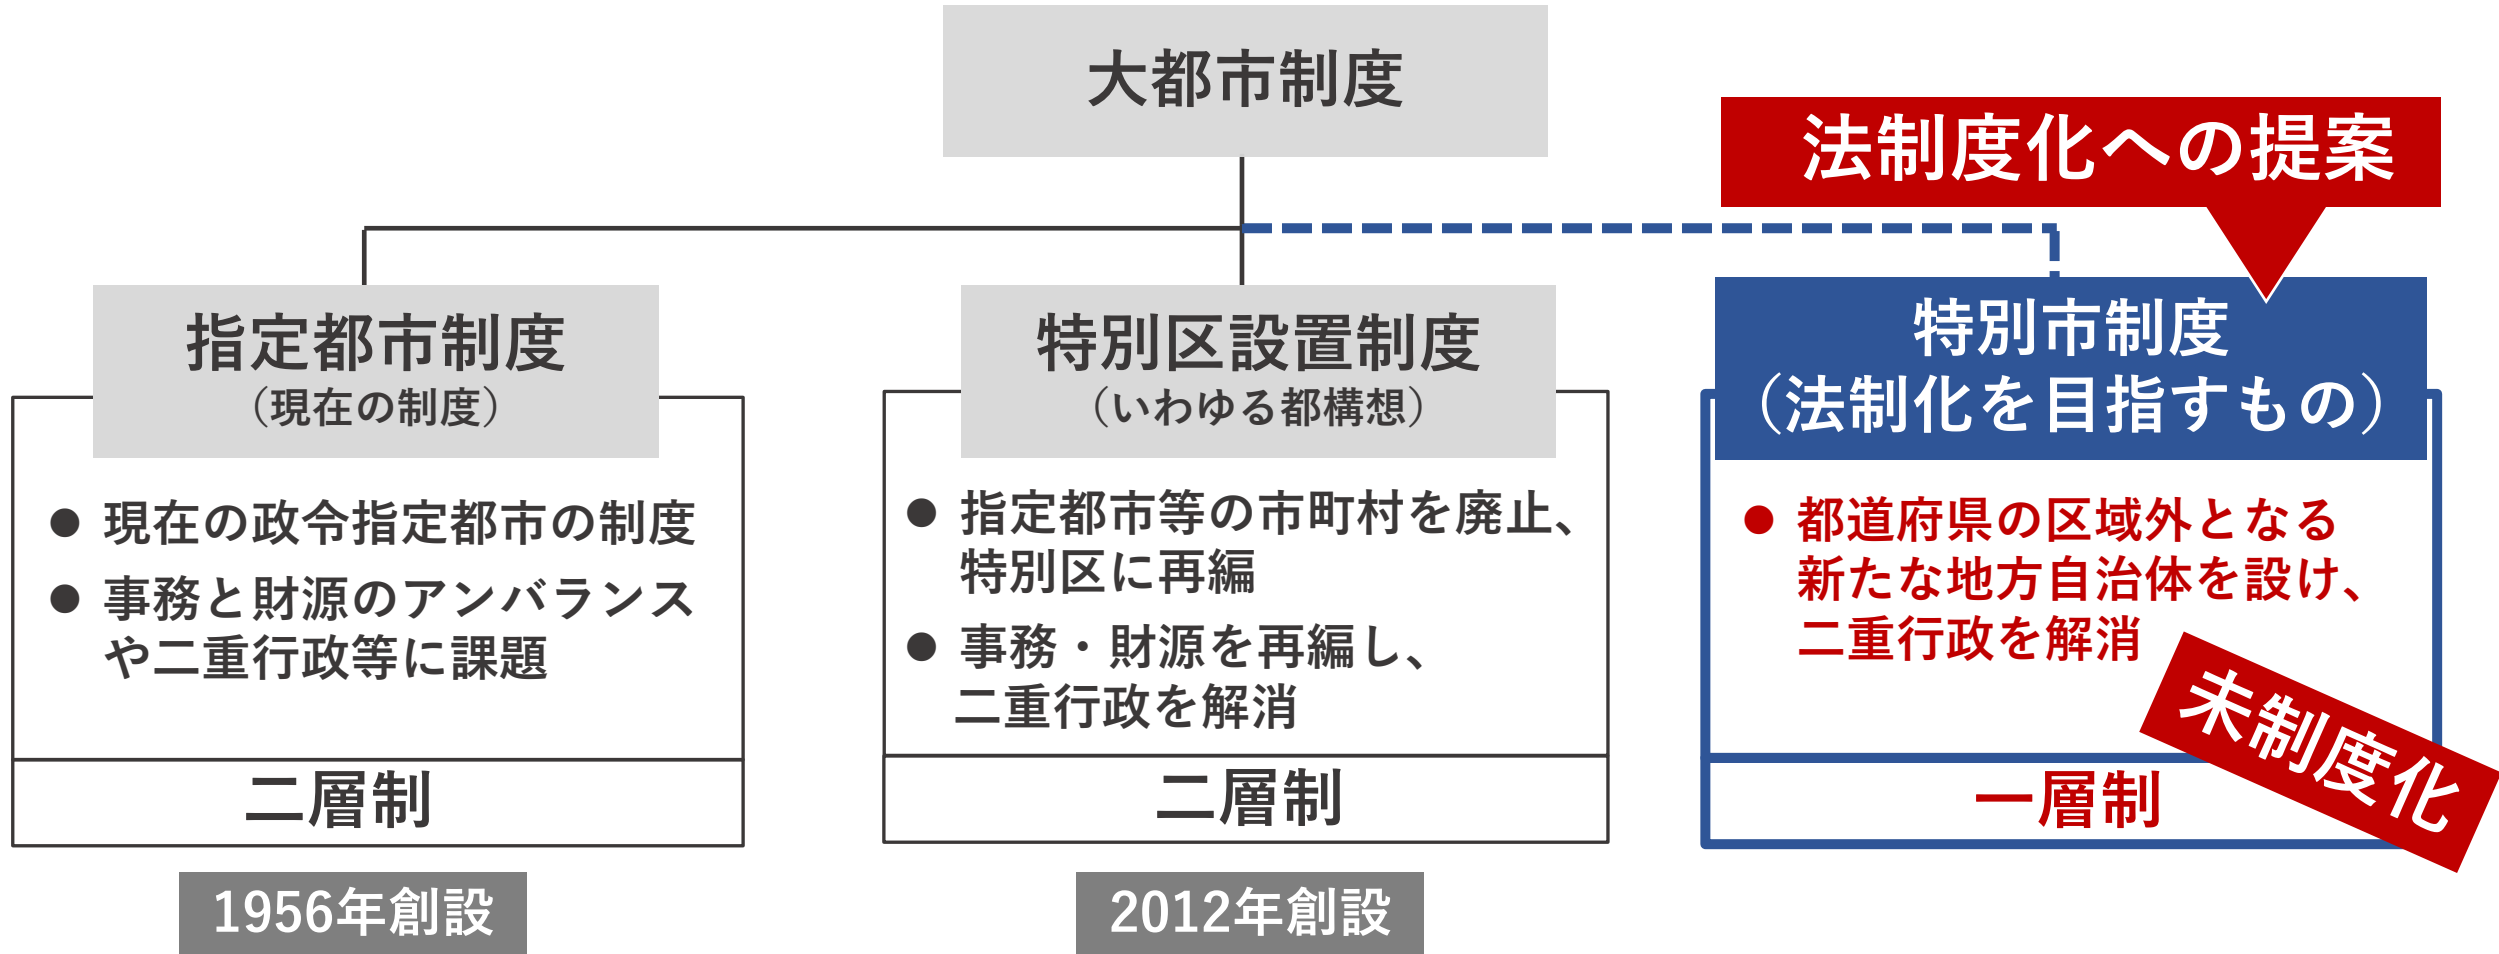 大都市制度
法制度化への提案
指定都市制度
（現在の制度）
● 現在の政令指定都市の制度
● 事務と財源のアンバランス
や二重行政等に課題
二層制
1956年創設
特別区設置制度
（いわゆる都構想）
● 指定都市等の市町村を廃止し、
特別区に再編
● 事務・財源を再編し、
二重行政を解消
二層制
2012年創設
特別市制度
（法制化を目指すもの）
● 都道府県の区域外となる
新たな地方自治体を設け、
二重行政を解消
未制度化
一層制